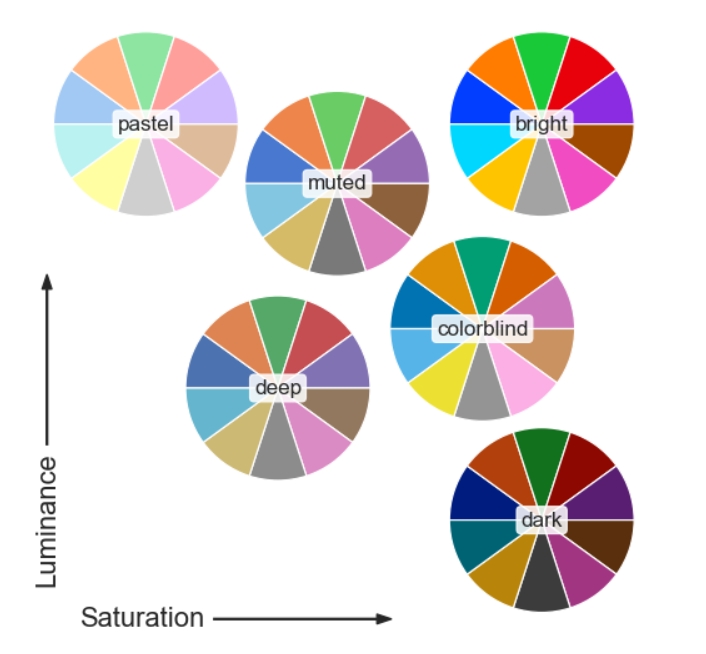 pastel
bright
muted
colorblind
deep
dark
Luminance
Saturation